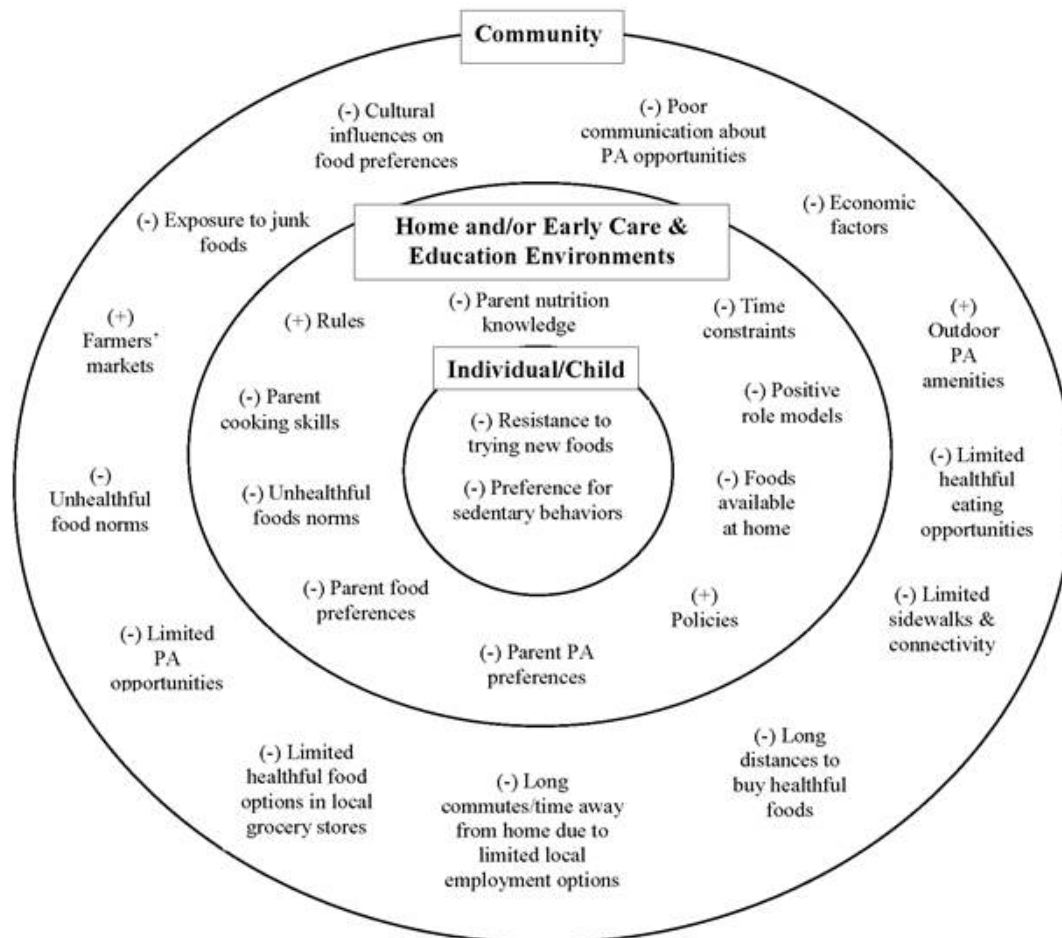 Community
(-) Cultural
influences on
food preferences
(-) Poor
communication about
PA opportunities
(-) Exposure to junk
foods
(-) Economic
factors
Home and/or Early Care &
Education Environments
(+)
Farmers'
markets
(+) Rules
(-) Parent nutrition
knowledge
(-) Time
constraints
(+)
Outdoor
PA
amenities
Individual/Child
(-) Parent
cooking skills
(-) Resistance to
trying new foods
(-) Positive
role models
(-)
Unhealthful
food norms
(-) Unhealthful
foods norms
(-) Preference for
sedentary behaviors
(-) Foods
available
at home
(-) Limited
healthful
eating
opportunities
(-) Parent food
preferences
(+)
Policies
(-) Limited
sidewalks &
connectivity
(-) Limited
PA
opportunities
(-) Parent PA
preferences
(-) Limited
healthful food
options in local
grocery stores
(-) Long
commutes/time away
from home due to
limited local
employment options
(-) Long
distances to
buy healthful
foods